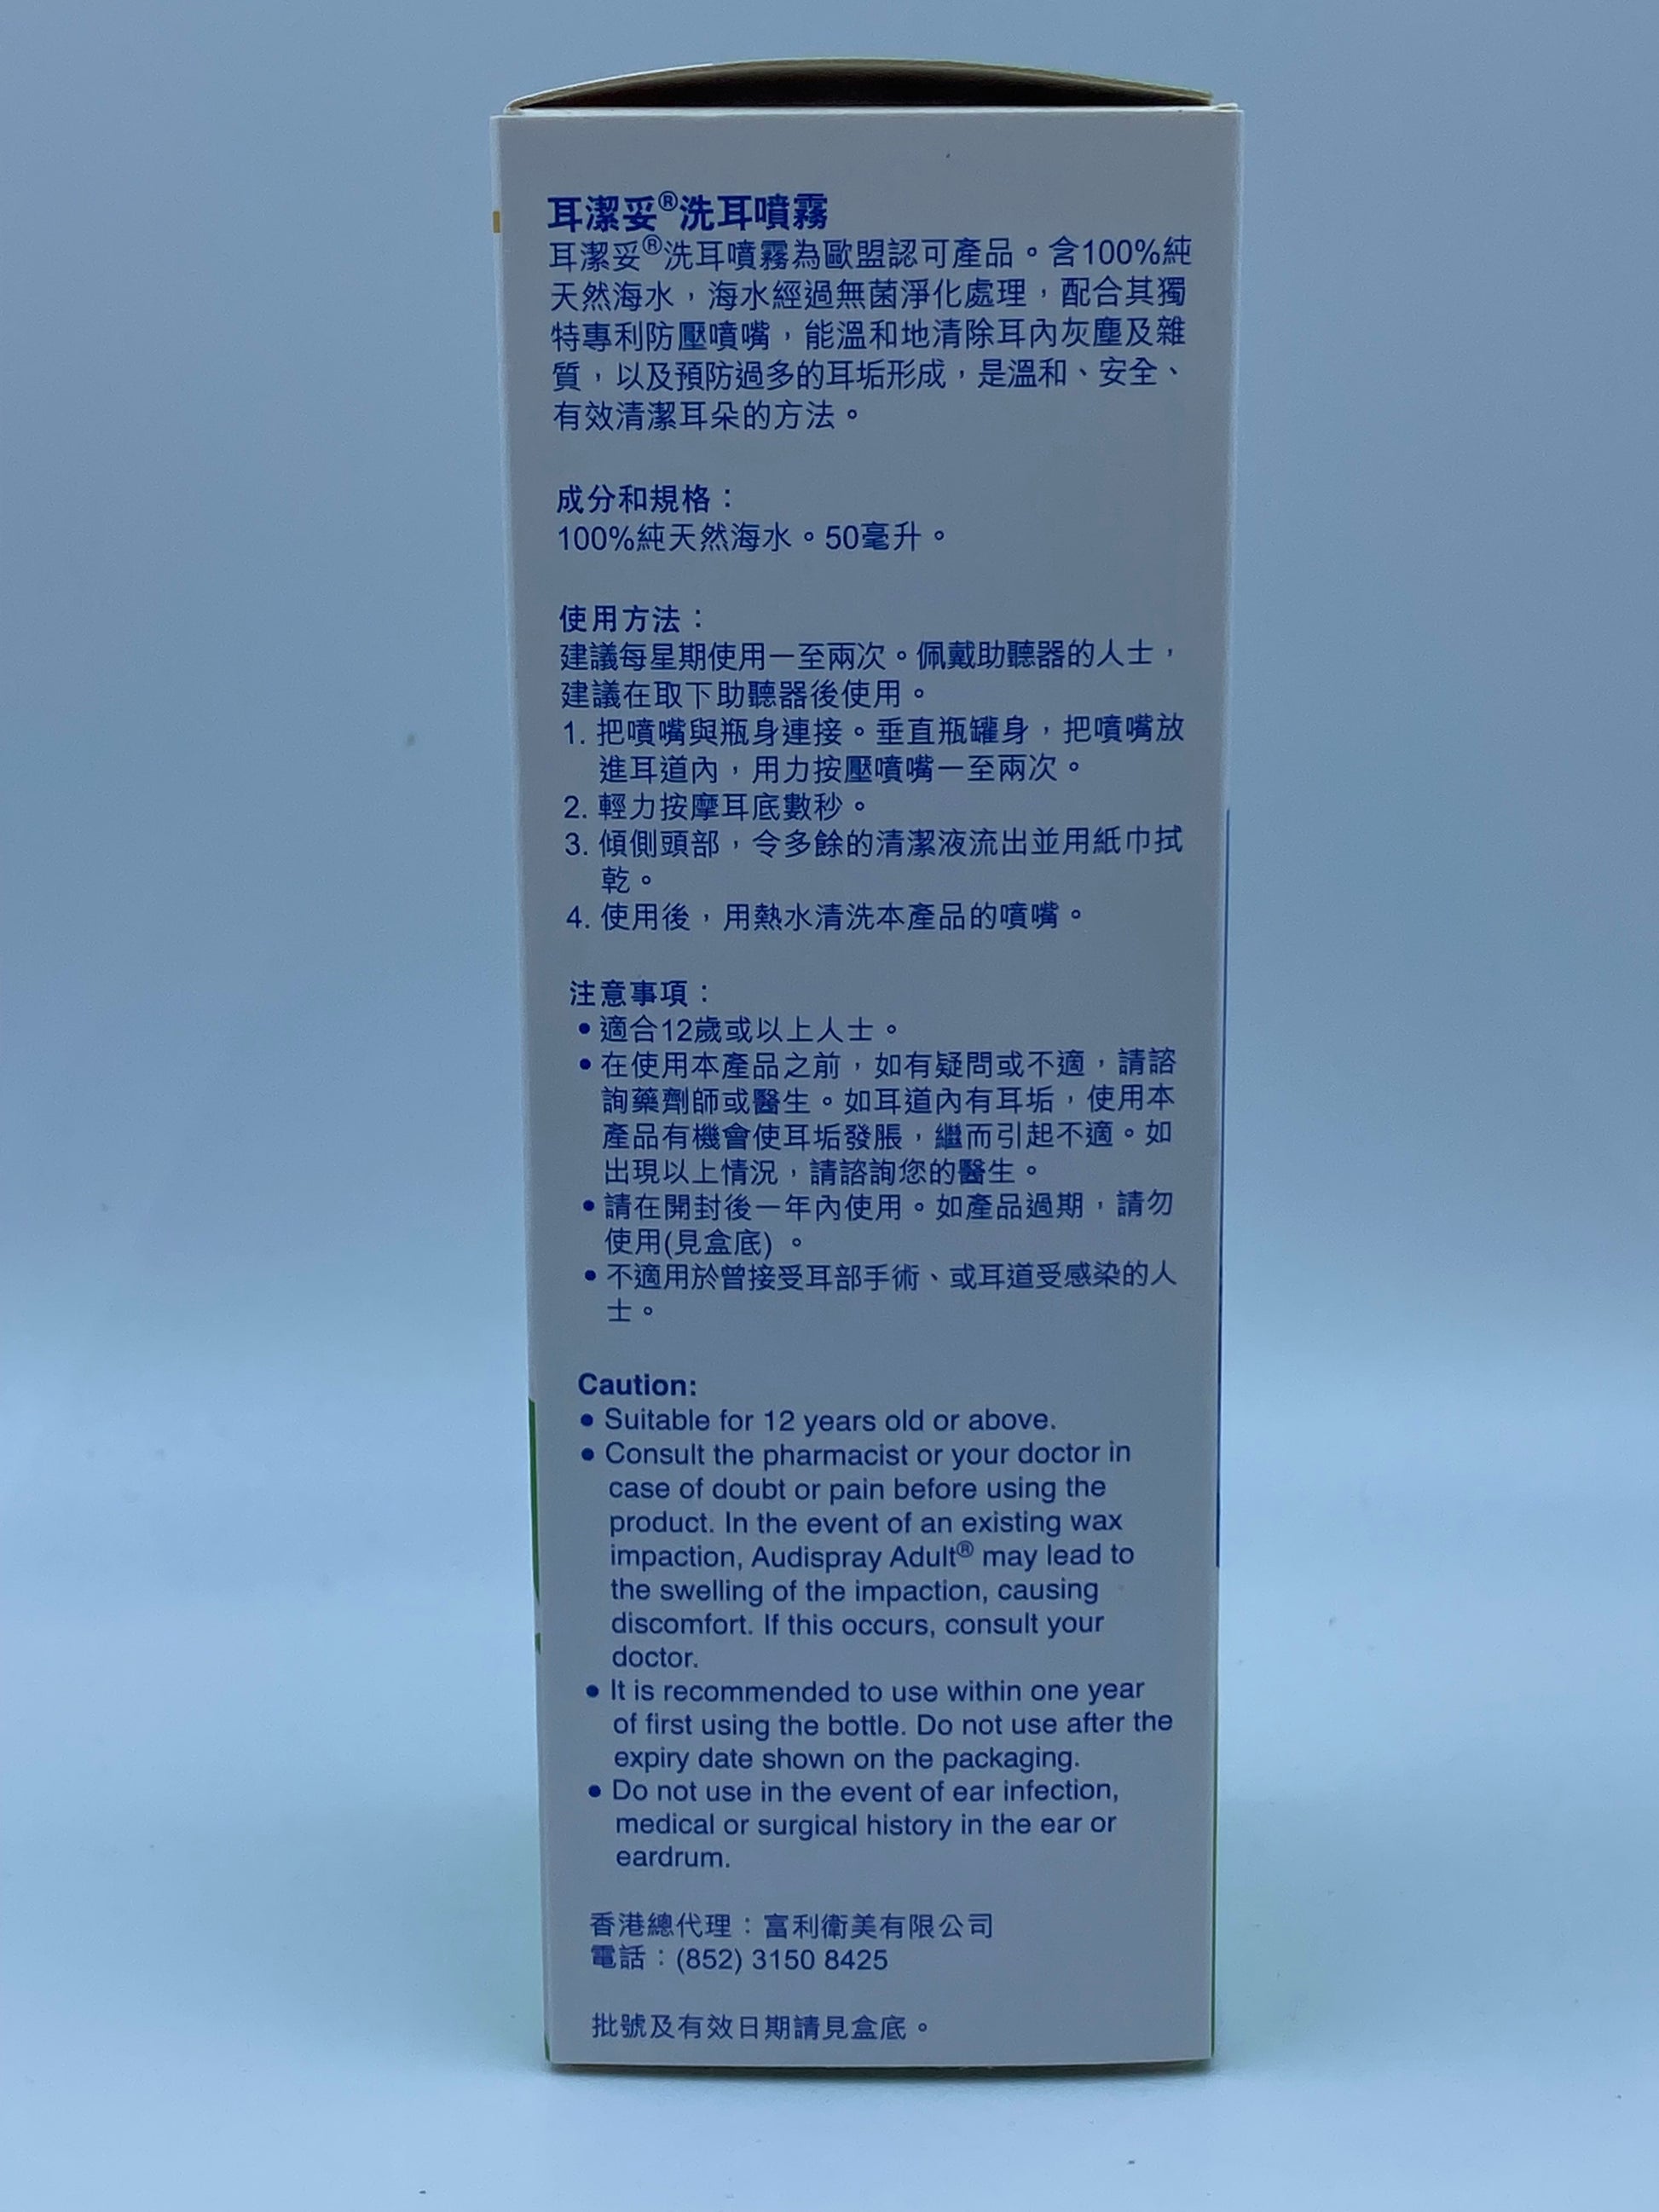 耳潔妥®洗耳噴霧
耳潔妥®洗耳噴霧為歐盟認可產品。含100%純
天然海水，海水經過無菌淨化處理，配合其獨
特專利防壓噴嘴，能溫和地清除耳內灰塵及雜
質，以及預防過多的耳垢形成，是溫和、安全、
有效清潔耳朵的方法。
成分和規格：
100%純天然海水。50毫升。
使用方法：
建議每星期使用一至兩次。佩戴助聽器的人士，
建議在取下助聽器後使用。
1. 把噴嘴與瓶身連接。垂直瓶罐身，把噴嘴放
進耳道內，用力按壓噴嘴一至兩次。
2. 輕力按摩耳底數秒。
3. 傾側頭部，令多餘的清潔液流出並用紙巾拭
乾。
4. 使用後，用熱水清洗本產品的噴嘴。
注意事項：
• 適合12歲或以上人士。
• 在使用本產品之前，如有疑問或不適，請諮
詢藥劑師或醫生。如耳道內有耳垢，使用本
產品有機會使耳垢發脹，繼而引起不適。如
出現以上情況，請諮詢您的醫生。
• 請在開封後一年內使用。如產品過期，請勿
使用(見盒底) 。
• 不適用於曾接受耳部手術、或耳道受感染的人
士。
Caution:
• Suitable for 12 years old or above.
• Consult the pharmacist or your doctor in
case of doubt or pain before using the
product. In the event of an existing wax
impaction, Audispray Adult® may lead to
the swelling of the impaction, causing
discomfort. If this occurs, consult your
doctor.
• It is recommended to use within one year
of first using the bottle. Do not use after the
expiry date shown on the packaging.
• Do not use in the event of ear infection,
medical or surgical history in the ear or
eardrum.
香港總代理：富利衛美有限公司
電話：(852) 3150 8425
批號及有效日期請見盒底。